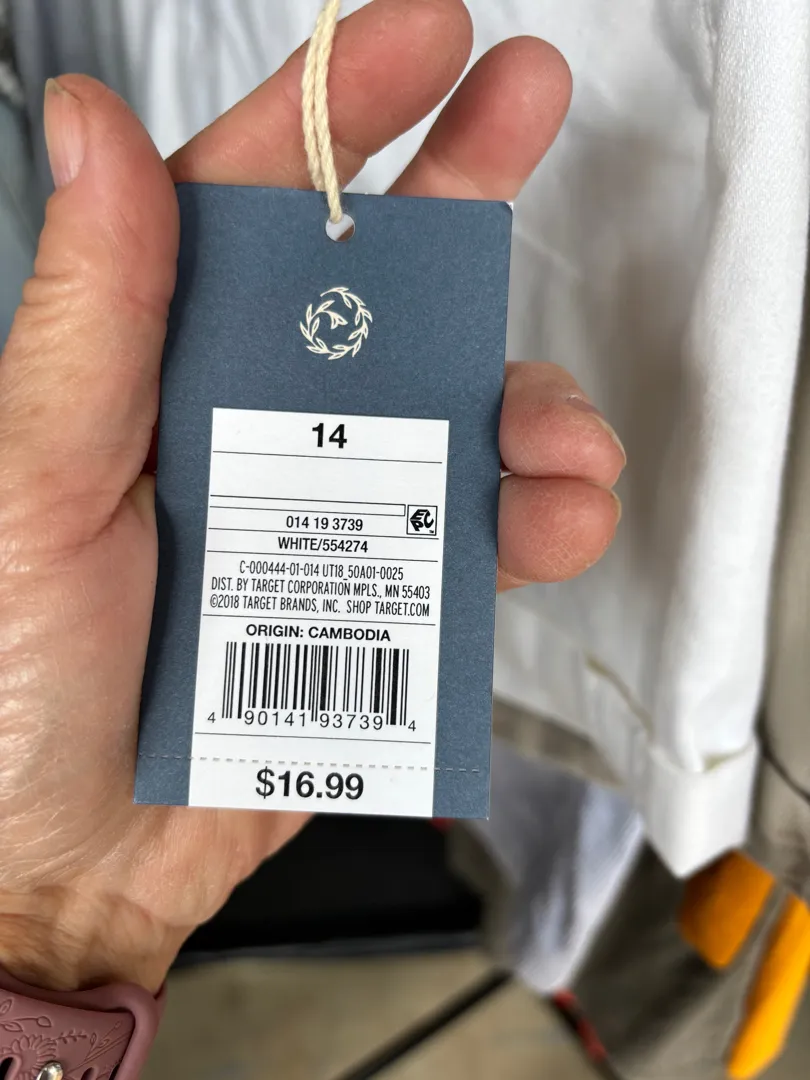 14
014 19 3739
EPC™
WHITE/554274
C-000444-01-014 UT18_50A01-0025
DIST. BY TARGET CORPORATION MPLS., MN 55403
©2018 TARGET BRANDS, INC. SHOP TARGET.COM
ORIGIN: CAMBODIA
4 90141 93739 4
$16.99